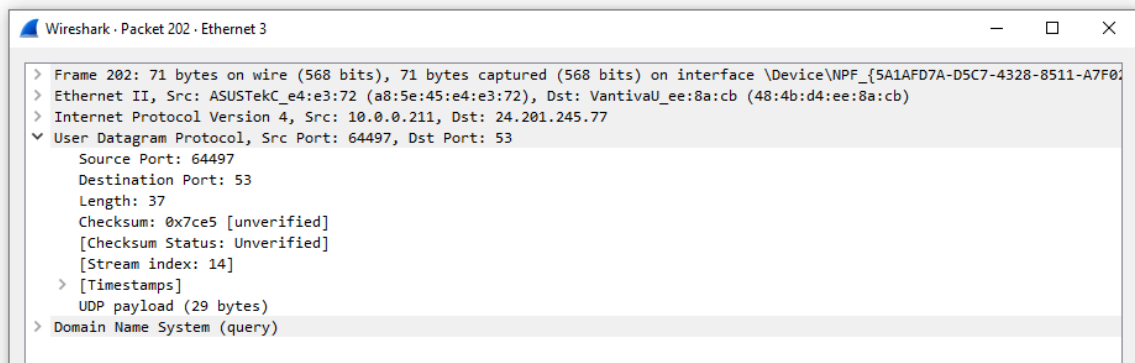 Wireshark · Packet 202 · Ethernet 3
Frame 202: 71 bytes on wire (568 bits), 71 bytes captured (568 bits) on interface \Device\NPF_{5A1AFD7A-D5C7-4328-8511-A7F02
Ethernet II, Src: ASUSTekC_e4:e3:72 (a8:5e:45:e4:e3:72), Dst: VantivaU_ee:8a:cb (48:4b:d4:ee:8a:cb)
Internet Protocol Version 4, Src: 10.0.0.211, Dst: 24.201.245.77
User Datagram Protocol, Src Port: 64497, Dst Port: 53
Source Port: 64497
Destination Port: 53
Length: 37
Checksum: 0x7ce5 [unverified]
[Checksum Status: Unverified]
[Stream index: 14]
[Timestamps]
UDP payload (29 bytes)
Domain Name System (query)